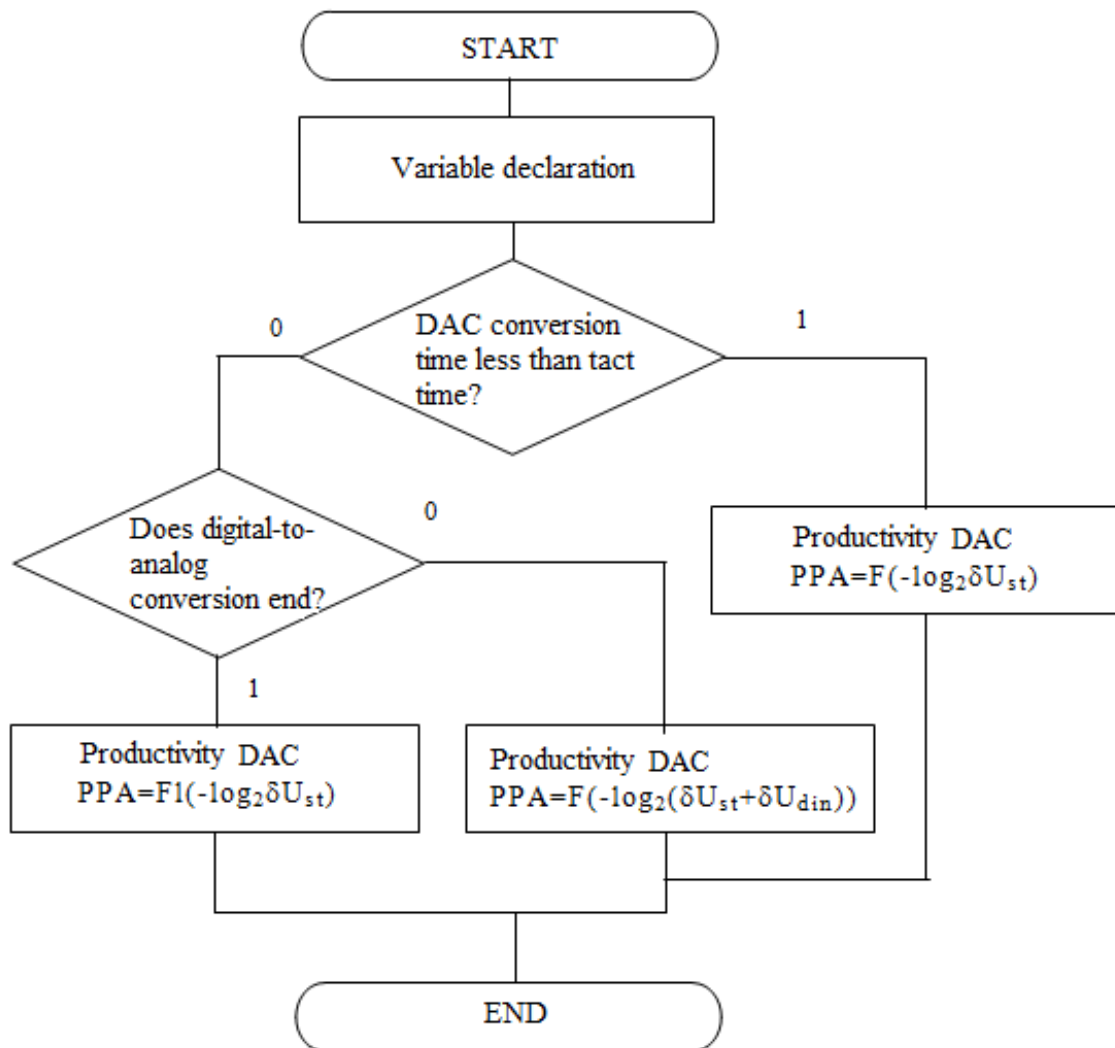 START
Variable declaration
0
DAC conversion
time less than tact
time?
1
Does digital-to-
analog
conversion end?
0
1
Productivity DAC
PPA=F(-log₂δUₛₜ)
Productivity DAC
PPA=F1(-log₂δUₛₜ)
Productivity DAC
PPA=F(-log₂(δUₛₜ+δU_din))
END